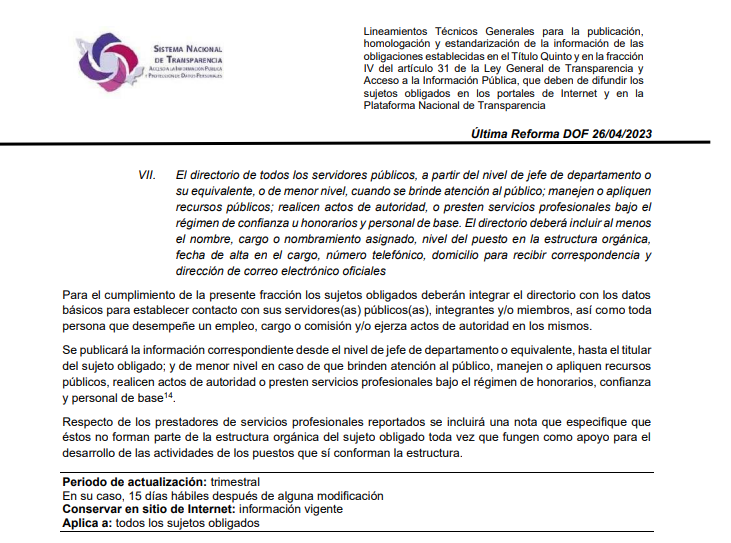 SISTEMA NACIONAL
DE TRANSPARENCIA
ACCESO A LA INFORMACIÓN PÚBLICA
Y PROTECCIÓN DE DATOS PERSONALES
Lineamientos Técnicos Generales para la publicación,
homologación y estandarización de la información de las
obligaciones establecidas en el Título Quinto y en la fracción
IV del artículo 31 de la Ley General de Transparencia y
Acceso a la Información Pública, que deben de difundir los
sujetos obligados en los portales de Internet y en la
Plataforma Nacional de Transparencia
Última Reforma DOF 26/04/2023
VII. El directorio de todos los servidores públicos, a partir del nivel de jefe de departamento o
su equivalente, o de menor nivel, cuando se brinde atención al público; manejen o apliquen
recursos públicos; realicen actos de autoridad, o presten servicios profesionales bajo el
régimen de confianza u honorarios y personal de base. El directorio deberá incluir al menos
el nombre, cargo o nombramiento asignado, nivel del puesto en la estructura orgánica,
fecha de alta en el cargo, número telefónico, domicilio para recibir correspondencia y
dirección de correo electrónico oficiales
Para el cumplimiento de la presente fracción los sujetos obligados deberán integrar el directorio con los datos
básicos para establecer contacto con sus servidores(as) públicos(as), integrantes y/o miembros, así como toda
persona que desempeñe un empleo, cargo o comisión y/o ejerza actos de autoridad en los mismos.
Se publicará la información correspondiente desde el nivel de jefe de departamento o equivalente, hasta el titular
del sujeto obligado; y de menor nivel en caso de que brinden atención al público, manejen o apliquen recursos
públicos, realicen actos de autoridad o presten servicios profesionales bajo el régimen de honorarios, confianza
y personal de base¹⁴.
Respecto de los prestadores de servicios profesionales reportados se incluirá una nota que especifique que
éstos no forman parte de la estructura orgánica del sujeto obligado toda vez que fungen como apoyo para el
desarrollo de las actividades de los puestos que sí conforman la estructura.
Periodo de actualización: trimestral
En su caso, 15 días hábiles después de alguna modificación
Conservar en sitio de Internet: información vigente
Aplica a: todos los sujetos obligados